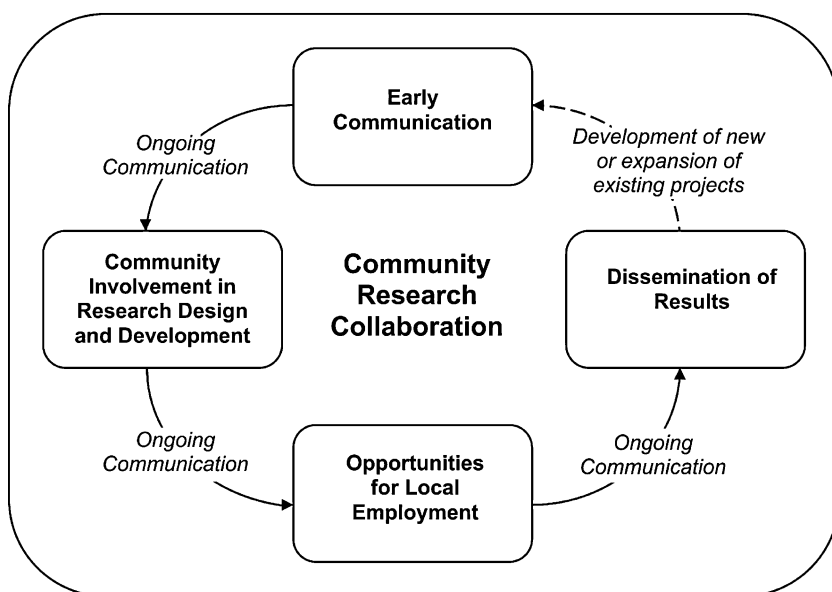 Early
Communication
Ongoing
Communication
Development of new
or expansion of
existing projects
Community
Involvement in
Research Design
and Development
Community
Research
Collaboration
Dissemination of
Results
Ongoing
Communication
Opportunities
for Local
Employment
Ongoing
Communication